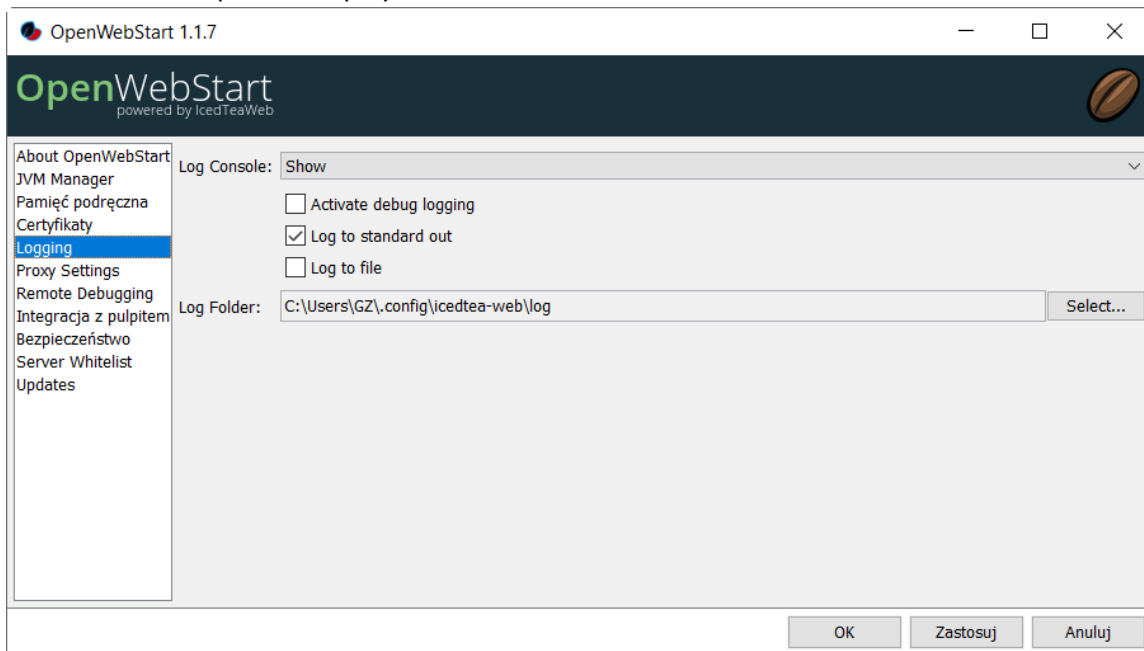 OpenWebStart 1.1.7
OpenWebStart
powered by IcedTeaWeb
About OpenWebStart
JVM Manager
Pamięć podręczna
Certyfikaty
Logging
Proxy Settings
Remote Debugging
Integracja z pulpitem
Bezpieczeństwo
Server Whitelist
Updates
Log Console: Show
Activate debug logging
Log to standard out
Log to file
Log Folder: C:\Users\GZ\.config\icedtea-web\log Select...
OK Zastosuj Anuluj